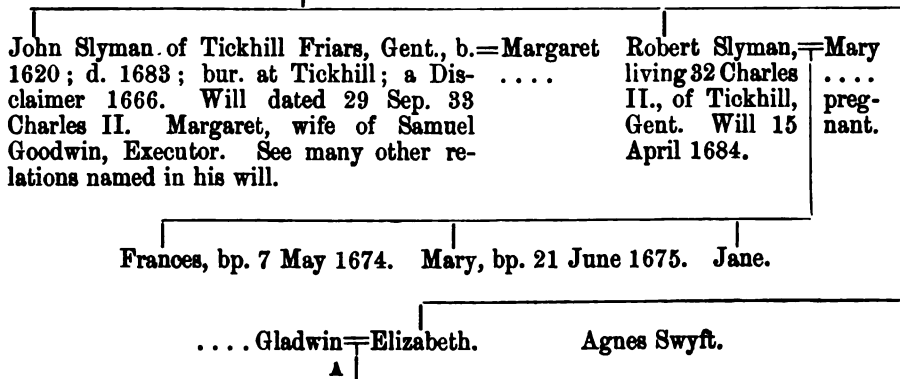 John Slyman of Tickhill Friars, Gent., b.=Margaret
1620; d. 1683; bur. at Tickhill; a Dis-
claimer 1666. Will dated 29 Sep. 33
Charles II. Margaret, wife of Samuel
Goodwin, Executor. See many other re-
lations named in his will.
. . . .
Robert Slyman,=Mary
living 32 Charles
II., of Tickhill,
Gent. Will 15
April 1684.
. . . .
preg-
nant.
Frances, bp. 7 May 1674. Mary, bp. 21 June 1675. Jane.
. . . . Gladwin=Elizabeth. Agnes Swyft.
A